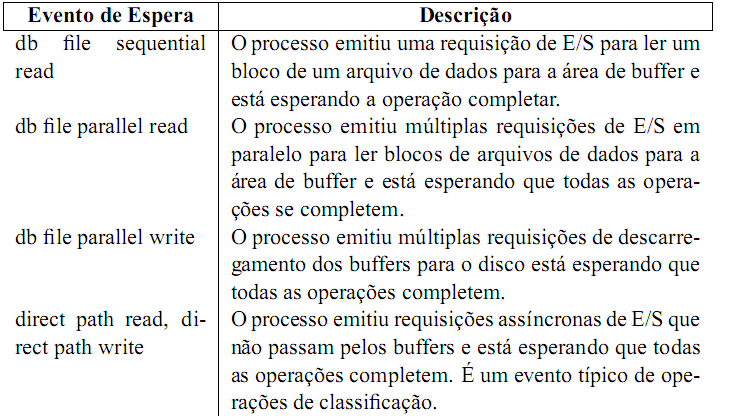 Evento de Espera Descrição
db file sequential read O processo emitiu uma requisição de E/S para ler um
bloco de um arquivo de dados para a área de buffer e
está esperando a operação completar.
db file parallel read O processo emitiu múltiplas requisições de E/S em
paralelo para ler blocos de arquivos de dados para a
área de buffer e está esperando que todas as opera-
ções se completem.
db file parallel write O processo emitiu múltiplas requisições de descarre-
gamento dos buffers para o disco está esperando que
todas as operações completem.
direct path read, di-
rect path write
O processo emitiu requisições assíncronas de E/S que
não passam pelos buffers e está esperando que todas
as operações completem. É um evento típico de ope-
rações de classificação.